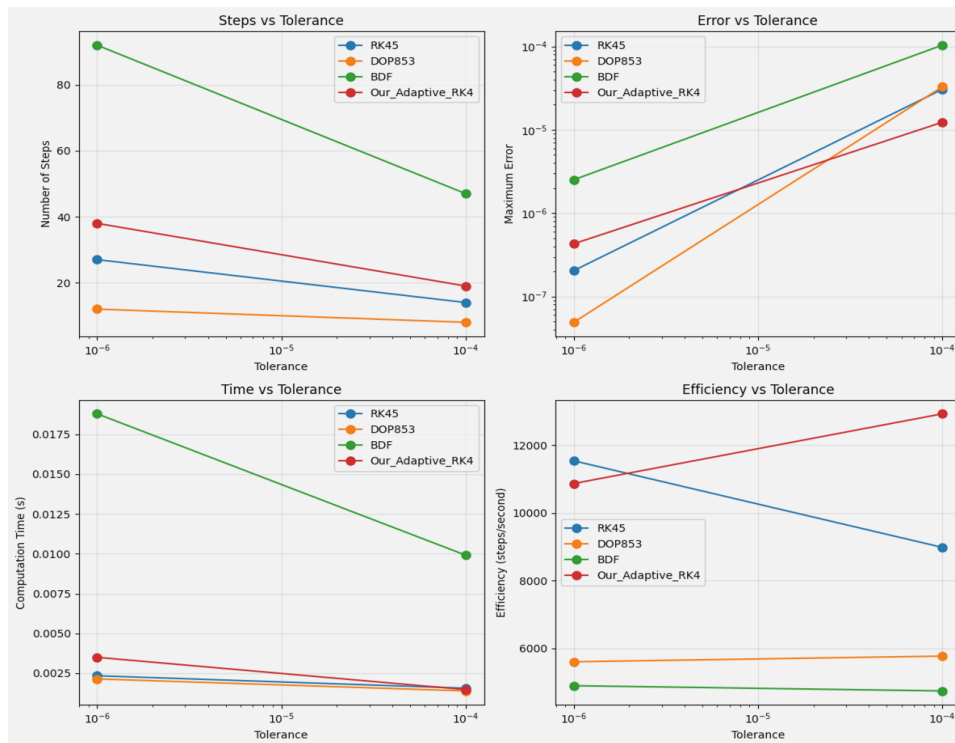 Steps vs Tolerance
Number of Steps
80
60
40
20
RK45
DOP853
BDF
Our_Adaptive_RK4
10⁻⁶
10⁻⁵
10⁻⁴
Tolerance
Error vs Tolerance
Maximum Error
10⁻⁴
10⁻⁵
10⁻⁶
10⁻⁷
RK45
DOP853
BDF
Our_Adaptive_RK4
10⁻⁶
10⁻⁵
10⁻⁴
Tolerance
Time vs Tolerance
Computation Time (s)
0.0175
0.0150
0.0125
0.0100
0.0075
0.0050
0.0025
RK45
DOP853
BDF
Our_Adaptive_RK4
10⁻⁶
10⁻⁵
10⁻⁴
Tolerance
Efficiency vs Tolerance
Efficiency (steps/second)
12000
10000
8000
6000
RK45
DOP853
BDF
Our_Adaptive_RK4
10⁻⁶
10⁻⁵
10⁻⁴
Tolerance